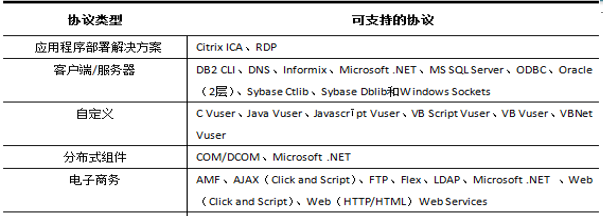 协议类型 可支持的协议
应用程序部署解决方案 Citrix ICA、RDP
客户端/服务器 DB2 CLI、DNS、Informix、Microsoft .NET、MS SQL Server、ODBC、Oracle
（2层）、Sybase Ctlib、Sybase Dblib和Windows Sockets
自定义 C Vuser、Java Vuser、Javascript Vuser、VB Script Vuser、VB Vuser、VBNet
Vuser
分布式组件 COM/DCOM、Microsoft .NET
电子商务 AMF、AJAX（Click and Script）、FTP、Flex、LDAP、Microsoft .NET 、Web
（Click and Script）、Web（HTTP/HTML）Web Services